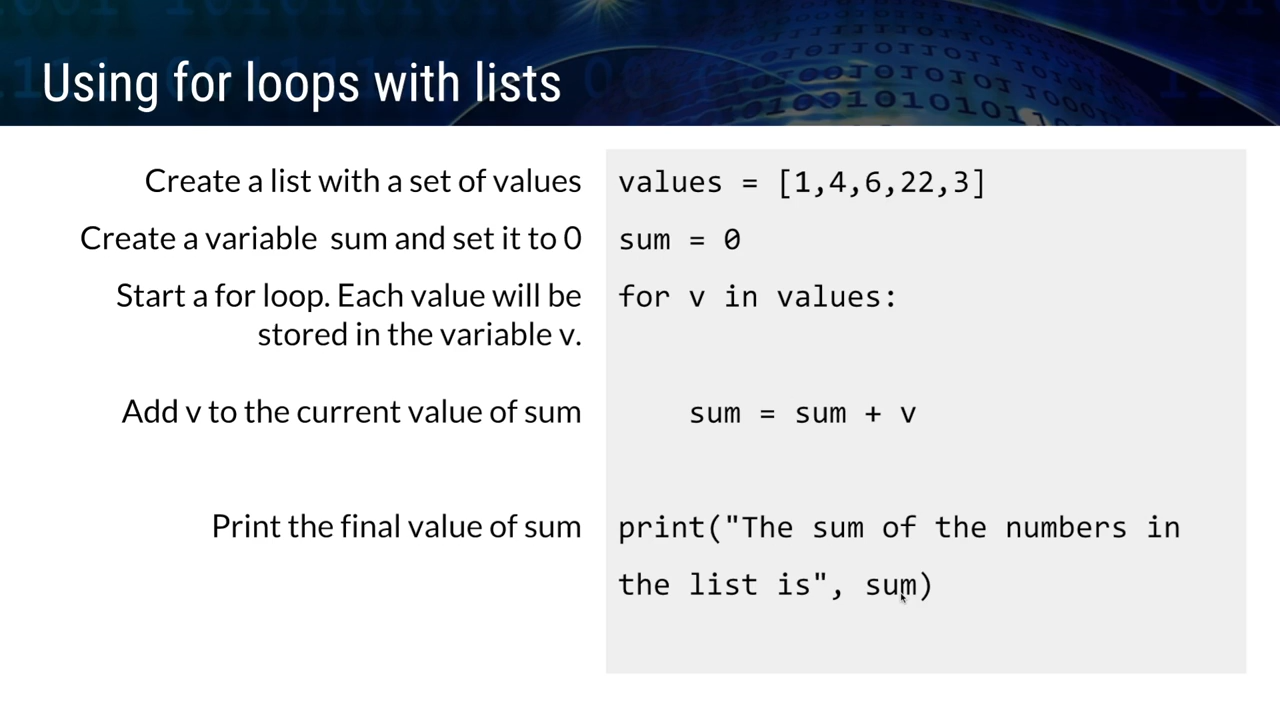 Using for loops with lists
Create a list with a set of values
values = [1,4,6,22,3]
Create a variable sum and set it to 0
sum = 0
Start a for loop. Each value will be
stored in the variable v.
for v in values:
Add v to the current value of sum
sum = sum + v
Print the final value of sum
print("The sum of the numbers in
the list is", sum)